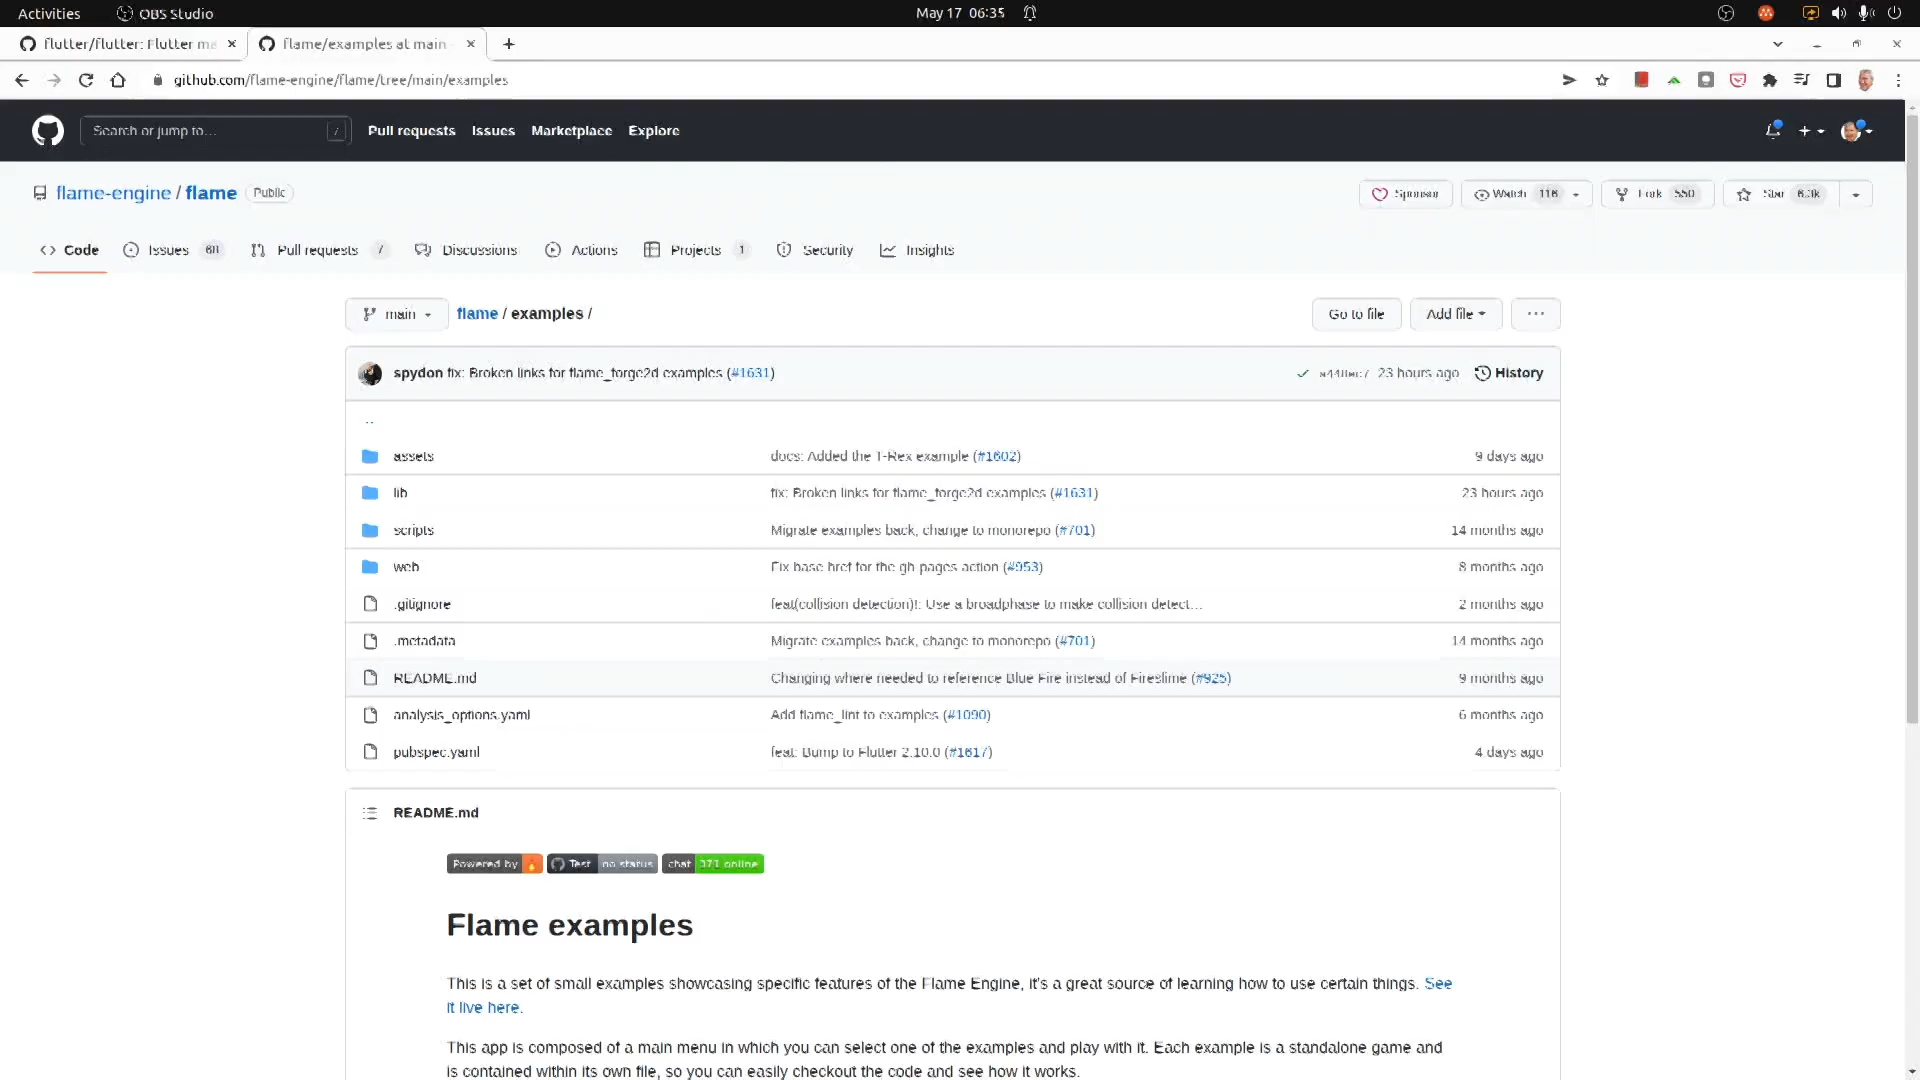 Activities OBS Studio May 17 06:35
flutter/flutter: Flutter ma flame/examples at main
github.com/flame-engine/flame/tree/main/examples
Search or jump to... / Pull requests Issues Marketplace Explore
flame-engine / flame Public Sponsor Watch 116 Fork 550 Star 6.3k
Code Issues 68 Pull requests 7 Discussions Actions Projects 1 Security Insights
main flame / examples / Go to file Add file ...
spydon fix: Broken links for flame_forge2d examples (#1631) 23 hours ago History
..
assets docs: Added the T-Rex example (#1602) 9 days ago
lib fix: Broken links for flame_forge2d examples (#1631) 23 hours ago
scripts Migrate examples back, change to monorepo (#701) 14 months ago
web Fix base href for the gh-pages action (#953) 8 months ago
.gitignore feat(collision detection)!: Use a broadphase to make collision detect... 2 months ago
.metadata Migrate examples back, change to monorepo (#701) 14 months ago
README.md Changing where needed to reference Blue Fire instead of Fireslime (#925) 9 months ago
analysis_options.yaml Add flame_lint to examples (#1090) 6 months ago
pubspec.yaml feat: Bump to Flutter 2.10.0 (#1617) 4 days ago
README.md
Powered by Test no status chat 371 online
Flame examples
This is a set of small examples showcasing specific features of the Flame Engine, it's a great source of learning how to use certain things. See
it live here.
This app is composed of a main menu in which you can select one of the examples and play with it. Each example is a standalone game and
is contained within its own file, so you can easily checkout the code and see how it works.